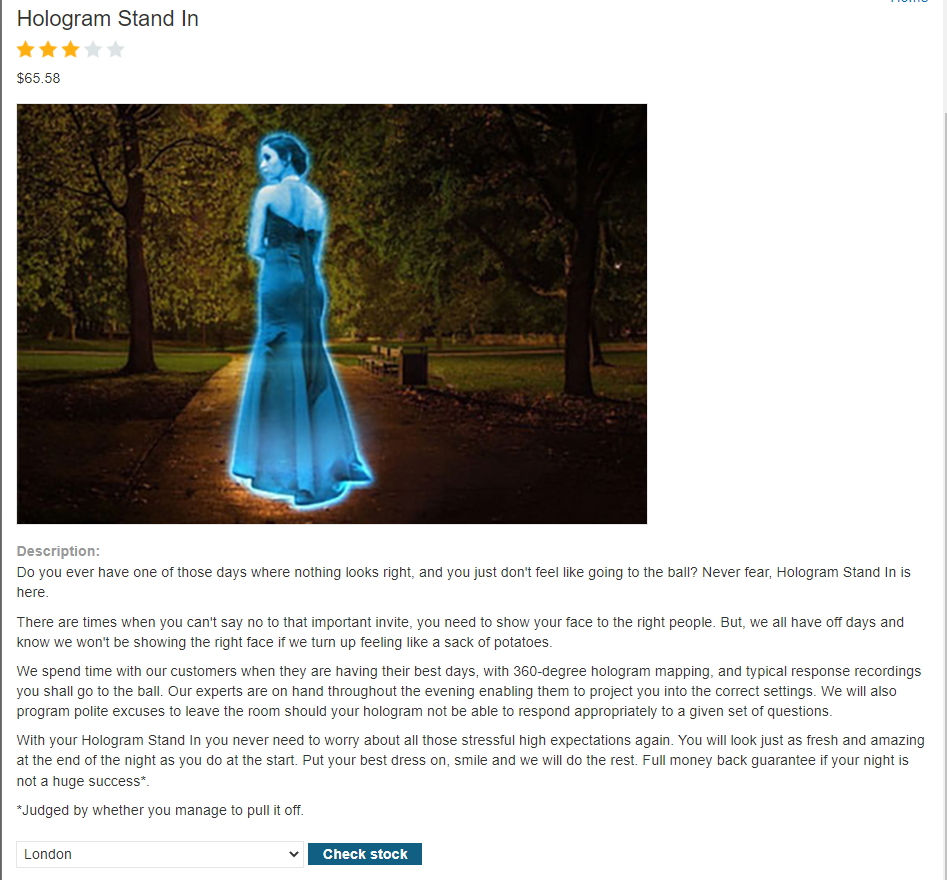 Hologram Stand In
$65.58
Description:
Do you ever have one of those days where nothing looks right, and you just don't feel like going to the ball? Never fear, Hologram Stand In is
here.
There are times when you can't say no to that important invite, you need to show your face to the right people. But, we all have off days and
know we won't be showing the right face if we turn up feeling like a sack of potatoes.
We spend time with our customers when they are having their best days, with 360-degree hologram mapping, and typical response recordings
you shall go to the ball. Our experts are on hand throughout the evening enabling them to project you into the correct settings. We will also
program polite excuses to leave the room should your hologram not be able to respond appropriately to a given set of questions.
With your Hologram Stand In you never need to worry about all those stressful high expectations again. You will look just as fresh and amazing
at the end of the night as you do at the start. Put your best dress on, smile and we will do the rest. Full money back guarantee if your night is
not a huge success*.
*Judged by whether you manage to pull it off.
London Check stock